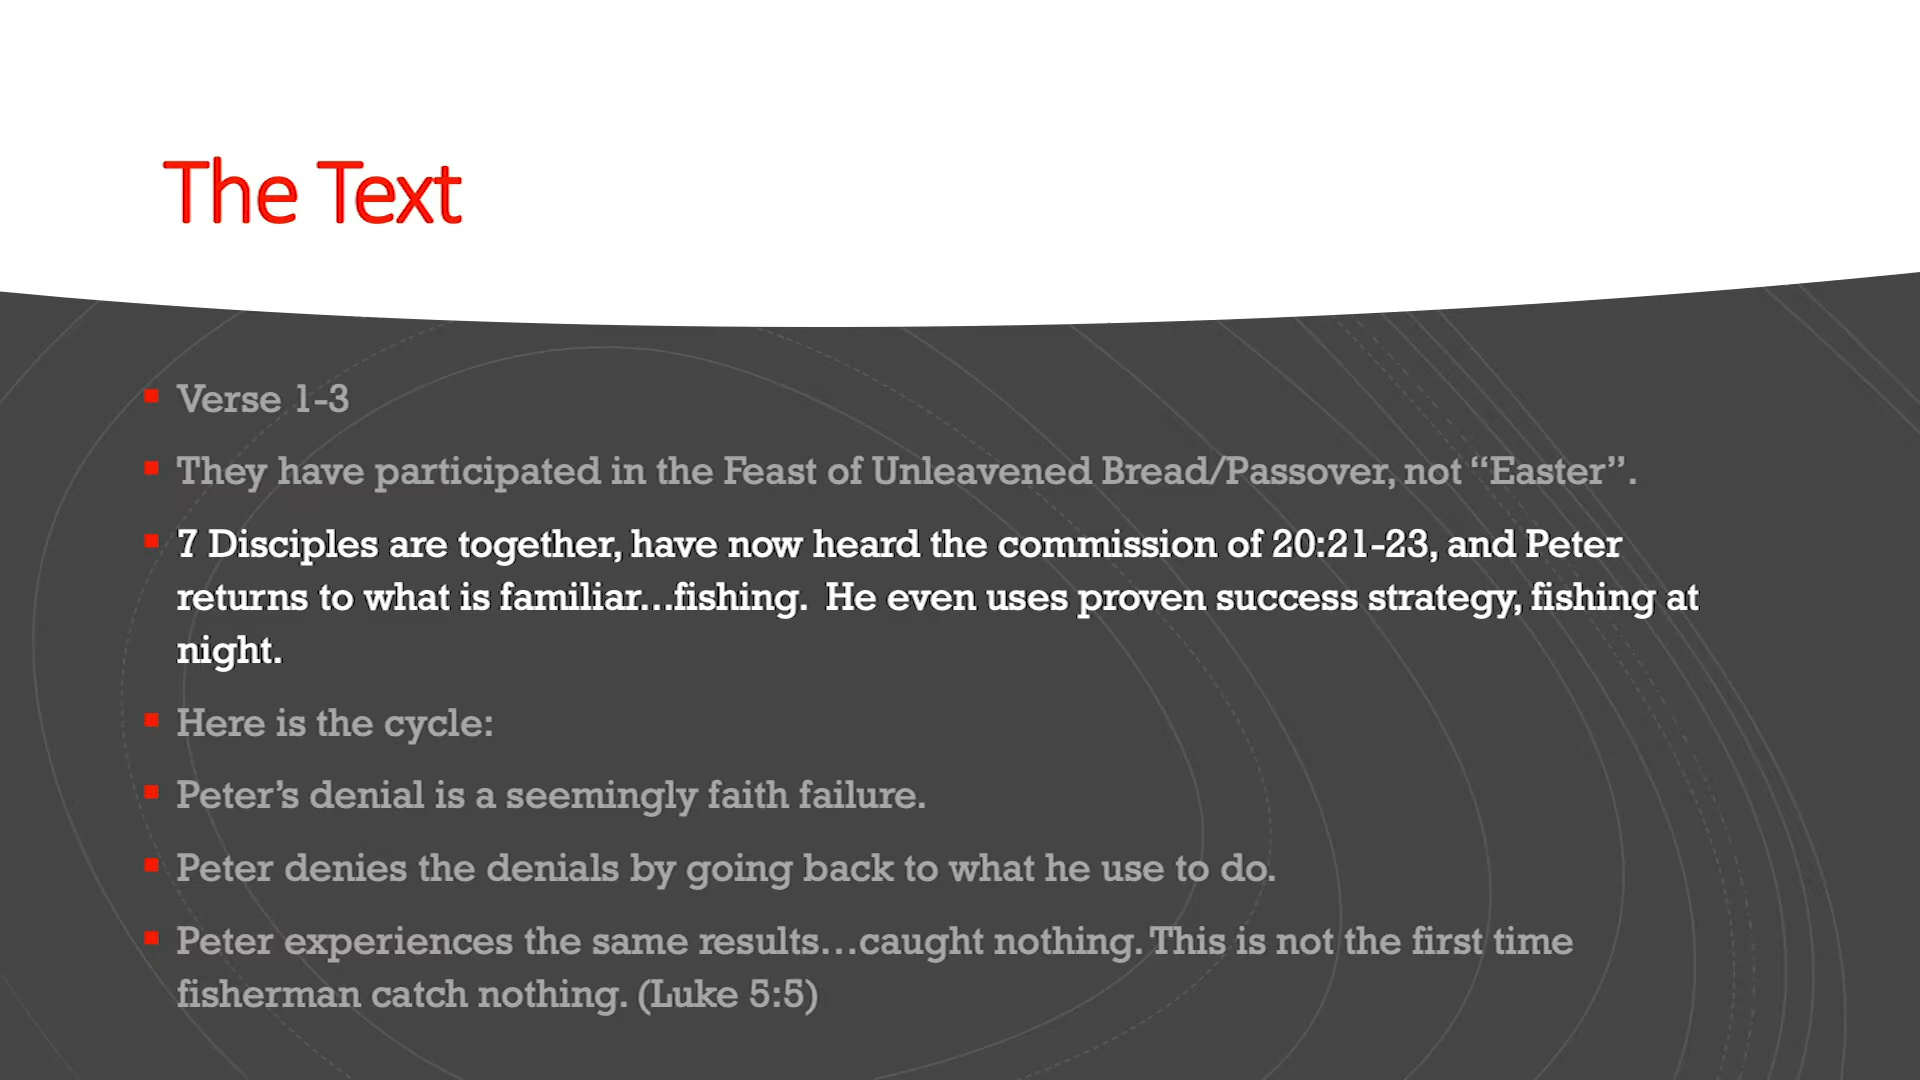 The Text
Verse 1-3
They have participated in the Feast of Unleavened Bread/Passover, not “Easter”.
7 Disciples are together, have now heard the commission of 20:21-23, and Peter
returns to what is familiar…fishing.  He even uses proven success strategy, fishing at
night.
Here is the cycle:
Peter’s denial is a seemingly faith failure.
Peter denies the denials by going back to what he use to do.
Peter experiences the same results…caught nothing. This is not the first time
fisherman catch nothing. (Luke 5:5)